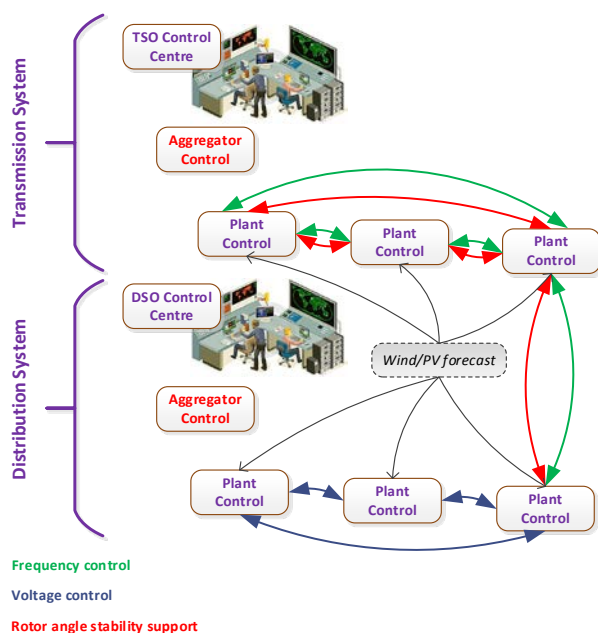 Transmission System
TSO Control
Centre
Aggregator
Control
Plant
Control
Plant
Control
Plant
Control
Distribution System
DSO Control
Centre
Wind/PV forecast
Aggregator
Control
Plant
Control
Plant
Control
Plant
Control
Frequency control
Voltage control
Rotor angle stability support